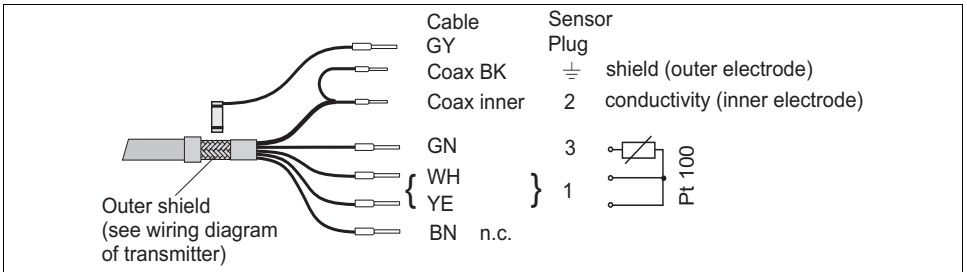 Cable Sensor
GY Plug
Coax BK ⏚ shield (outer electrode)
Coax inner 2 conductivity (inner electrode)
GN 3
WH
{ } 1
YE
BN n.c.
Pt 100
Outer shield
(see wiring diagram
of transmitter)